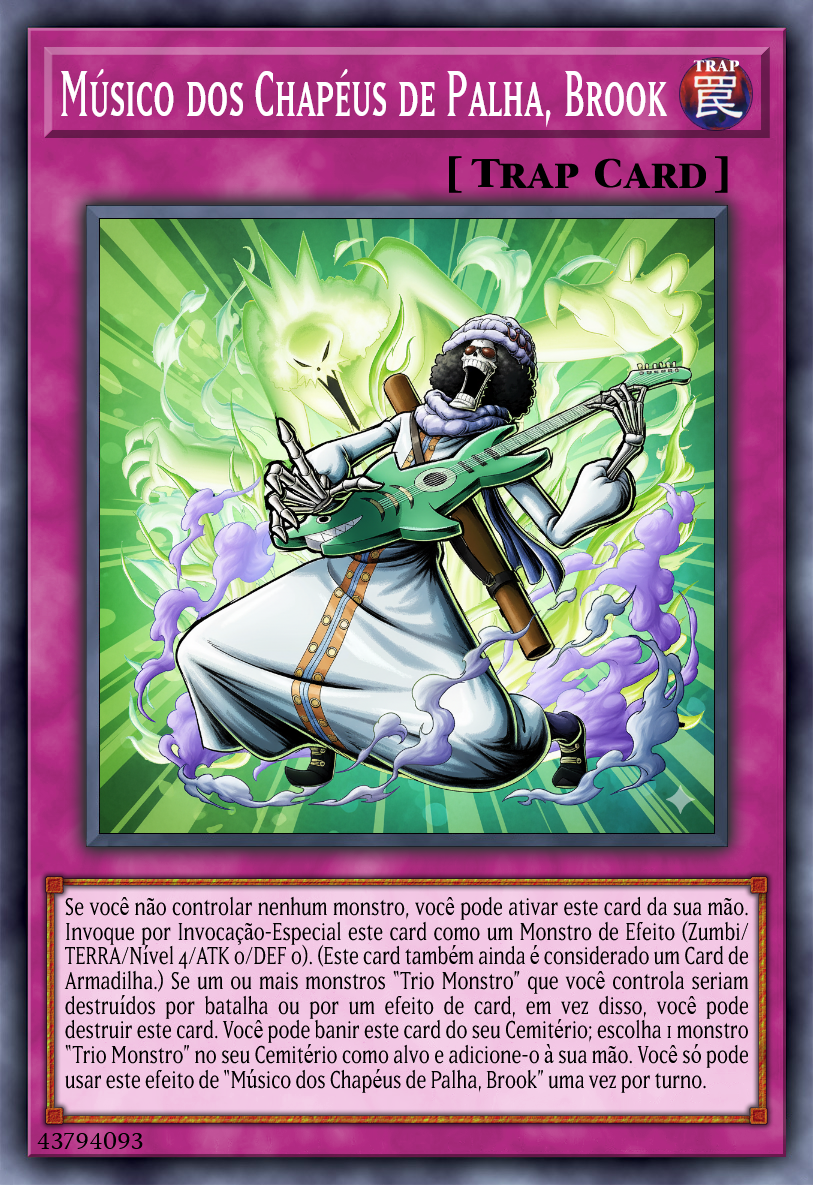 Músico dos Chapéus de Palha, Brook
TRAP
罠
[ Trap Card ]
Se você não controlar nenhum monstro, você pode ativar este card da sua mão.
Invoque por Invocação-Especial este card como um Monstro de Efeito (Zumbi/
TERRA/Nível 4/ATK 0/DEF 0). (Este card também ainda é considerado um Card de
Armadilha.) Se um ou mais monstros "Trio Monstro" que você controla seriam
destruídos por batalha ou por um efeito de card, em vez disso, você pode
destruir este card. Você pode banir este card do seu Cemitério; escolha 1 monstro
"Trio Monstro" no seu Cemitério como alvo e adicione-o à sua mão. Você só pode
usar este efeito de "Músico dos Chapéus de Palha, Brook" uma vez por turno.
43794093